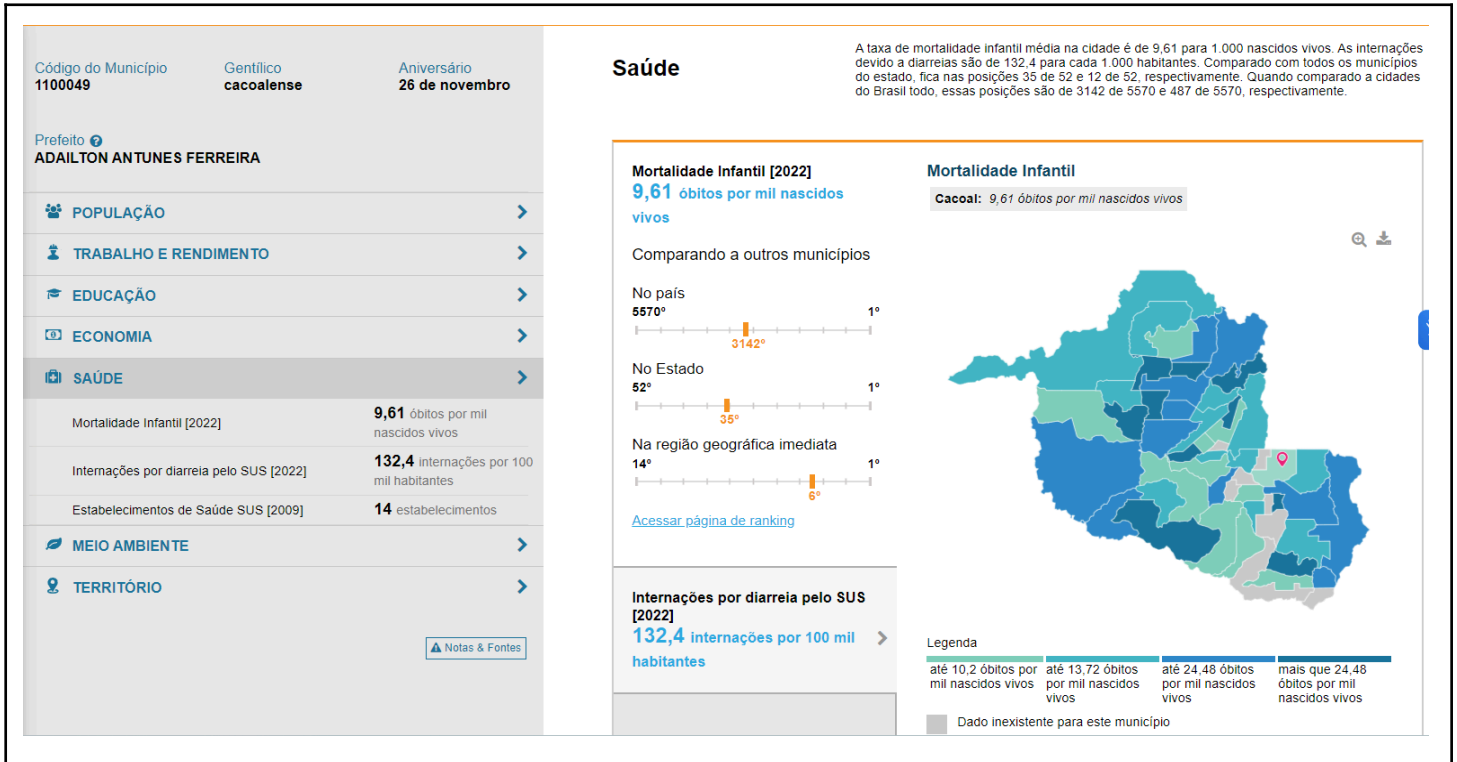 Código do Município
1100049
Gentílico
cacoalense
Aniversário
26 de novembro
Prefeito
ADAILTON ANTUNES FERREIRA
POPULAÇÃO
TRABALHO E RENDIMENTO
EDUCAÇÃO
ECONOMIA
SAÚDE
Mortalidade Infantil [2022]
9,61 óbitos por mil
nascidos vivos
Internações por diarreia pelo SUS [2022]
132,4 internações por 100
mil habitantes
Estabelecimentos de Saúde SUS [2009]
14 estabelecimentos
MEIO AMBIENTE
TERRITÓRIO
Notas & Fontes
Saúde
A taxa de mortalidade infantil média na cidade é de 9,61 para 1.000 nascidos vivos. As internações
devido a diarreias são de 132,4 para cada 1.000 habitantes. Comparado com todos os municípios
do estado, fica nas posições 35 de 52 e 12 de 52, respectivamente. Quando comparado a cidades
do Brasil todo, essas posições são de 3142 de 5570 e 487 de 5570, respectivamente.
Mortalidade Infantil [2022]
9,61 óbitos por mil nascidos
vivos
Comparando a outros municípios
No país
5570º 1º
3142º
No Estado
52º 1º
35º
Na região geográfica imediata
14º 1º
6º
Acessar página de ranking
Internações por diarreia pelo SUS
[2022]
132,4 internações por 100 mil
habitantes
Mortalidade Infantil
Cacoal: 9,61 óbitos por mil nascidos vivos
Legenda
até 10,2 óbitos por
mil nascidos vivos
até 13,72 óbitos
por mil nascidos
vivos
até 24,48 óbitos
por mil nascidos
vivos
mais que 24,48
óbitos por mil
nascidos vivos
Dado inexistente para este município